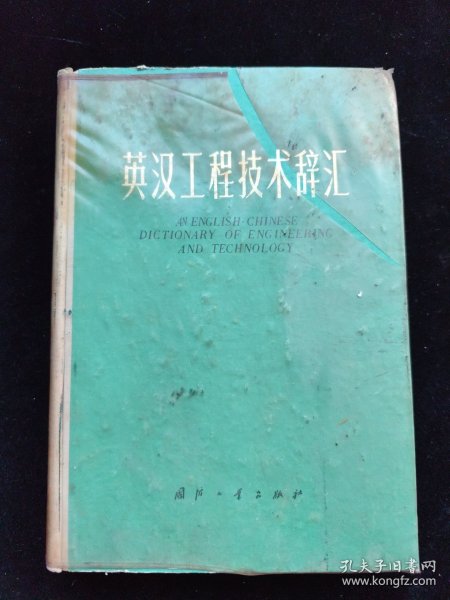 英汉工程技术辞汇
AN ENGLISH-CHINESE
DICTIONARY OF ENGINEERING
AND TECHNOLOGY
国防工业出版社
孔夫子旧书网
www.kongfz.com